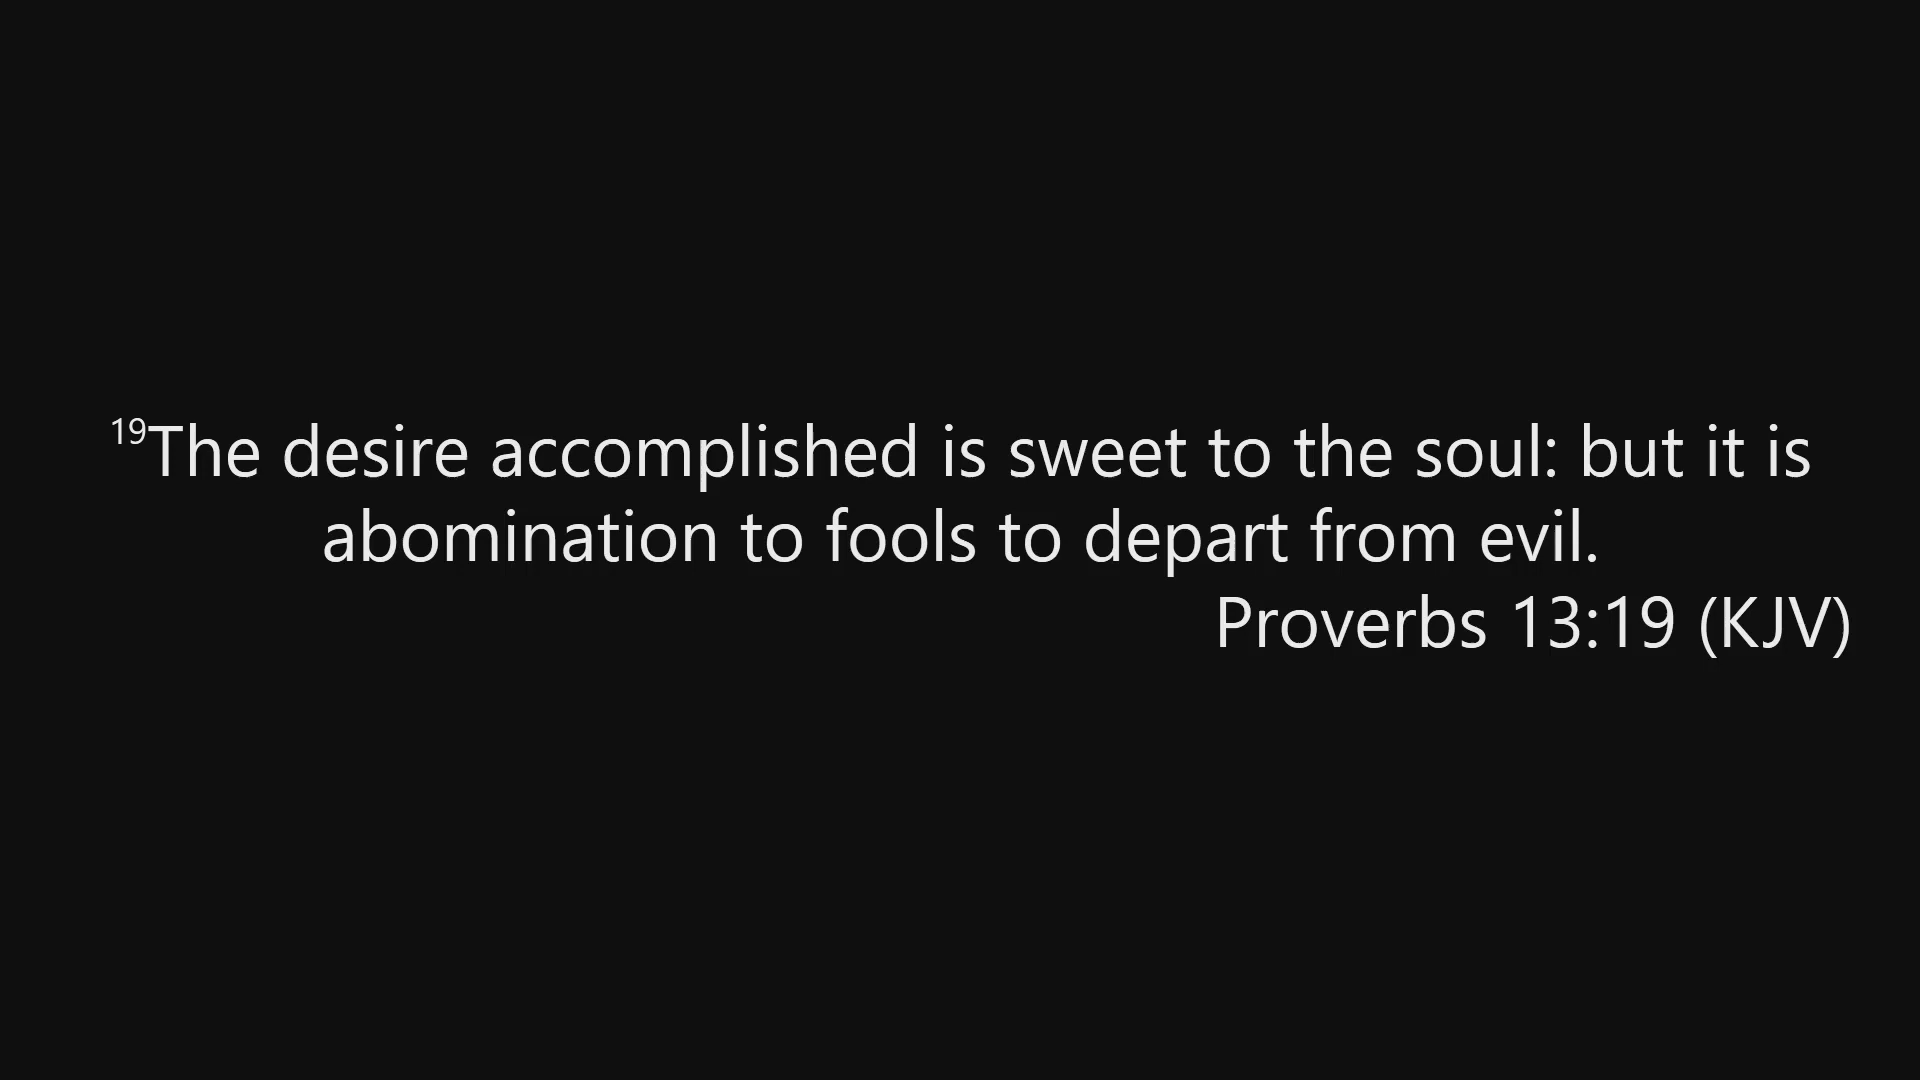 19The desire accomplished is sweet to the soul: but it is
abomination to fools to depart from evil.
Proverbs 13:19 (KJV)